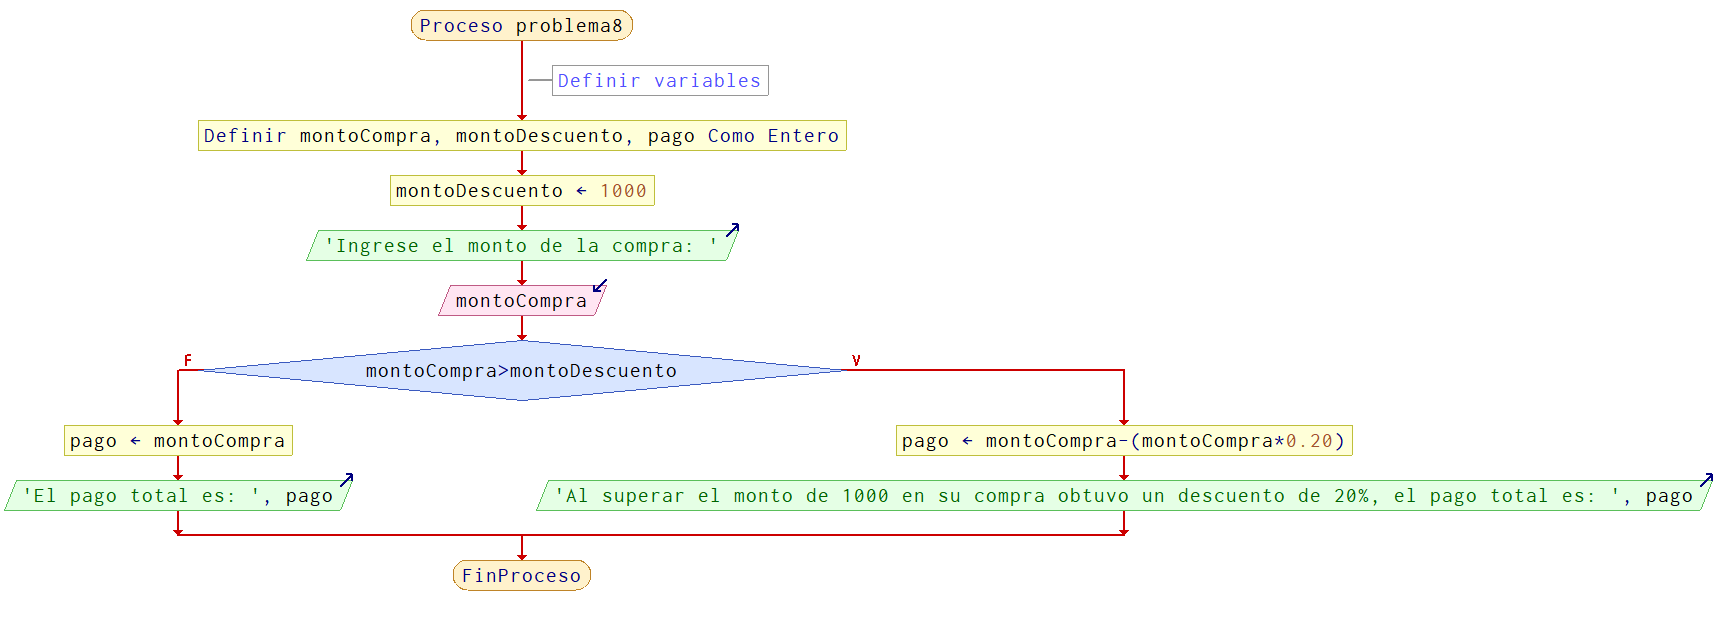 Proceso problema8
Definir variables
Definir montoCompra, montoDescuento, pago Como Entero
montoDescuento ← 1000
'Ingrese el monto de la compra: '
montoCompra
F
V
montoCompra>montoDescuento
pago ← montoCompra
pago ← montoCompra-(montoCompra*0.20)
'El pago total es: ', pago
'Al superar el monto de 1000 en su compra obtuvo un descuento de 20%, el pago total es: ', pago
FinProceso